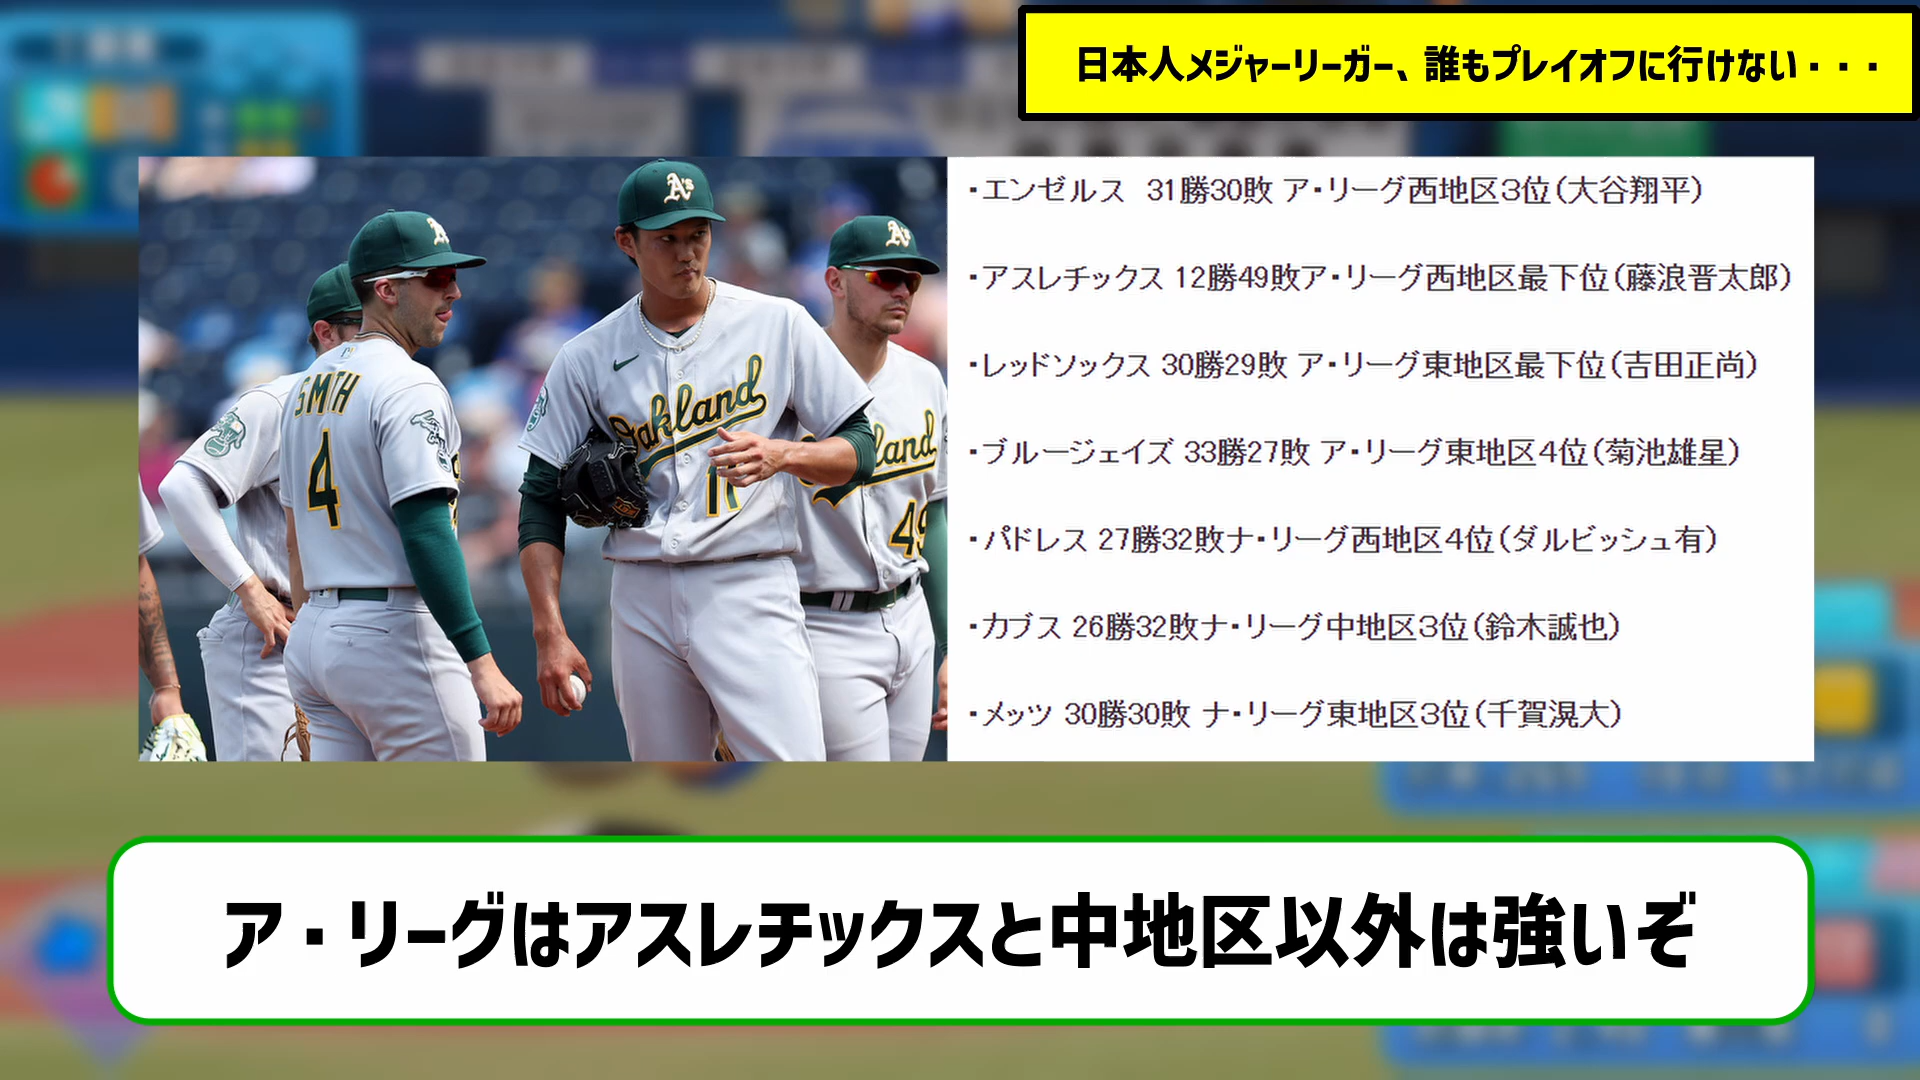 日本人メジャーリーガー、誰もプレイオフに行けない・・・
・エンゼルス 31勝30敗 ア・リーグ西地区3位(大谷翔平)
・アスレチックス 12勝49敗ア・リーグ西地区最下位(藤浪晋太郎)
・レッドソックス 30勝29敗 ア・リーグ東地区最下位(吉田正尚)
・ブルージェイズ 33勝27敗 ア・リーグ東地区4位(菊池雄星)
・パドレス 27勝32敗ナ・リーグ西地区4位(ダルビッシュ有)
・カブス 26勝32敗ナ・リーグ中地区3位(鈴木誠也)
・メッツ 30勝30敗 ナ・リーグ東地区3位(千賀滉大)
A's
A's
A's
SMITH
4
Oakland
11
49
ア・リーグはアスレチックスと中地区以外は強いぞ